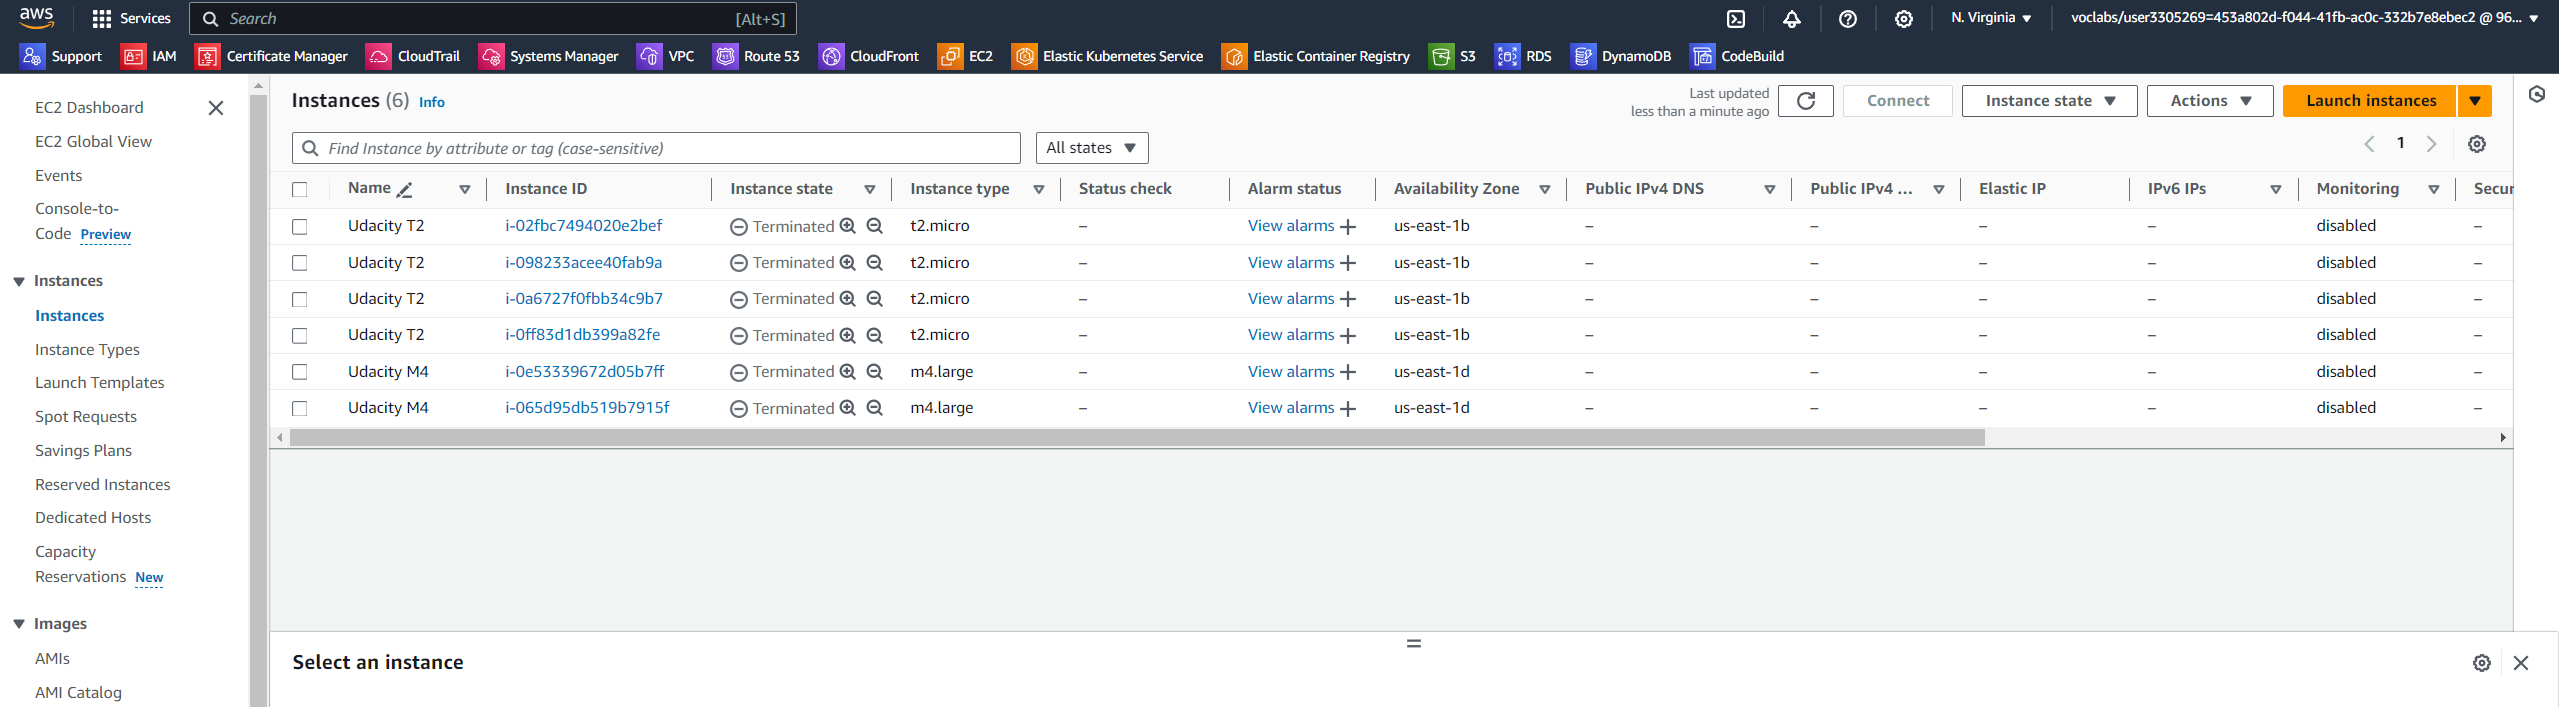 aws Services Search [Alt+S] N. Virginia voclabs/user3305269=453a802d-f044-41fb-ac0c-332b7e8ebec2 @ 96...
Support IAM Certificate Manager CloudTrail Systems Manager VPC Route 53 CloudFront EC2 Elastic Kubernetes Service Elastic Container Registry S3 RDS DynamoDB CodeBuild
EC2 Dashboard
EC2 Global View
Events
Console-to-
Code Preview
Instances
Instances
Instance Types
Launch Templates
Spot Requests
Savings Plans
Reserved Instances
Dedicated Hosts
Capacity
Reservations New
Images
AMIs
AMI Catalog
Instances (6) Info
Last updated
less than a minute ago
Connect Instance state Actions Launch instances
Find Instance by attribute or tag (case-sensitive) All states 1
Name Instance ID Instance state Instance type Status check Alarm status Availability Zone Public IPv4 DNS Public IPv4 ... Elastic IP IPv6 IPs Monitoring Secur
Udacity T2 i-02fbc7494020e2bef Terminated t2.micro – View alarms + us-east-1b – – – – disabled –
Udacity T2 i-098233acee40fab9a Terminated t2.micro – View alarms + us-east-1b – – – – disabled –
Udacity T2 i-0a6727f0fbb34c9b7 Terminated t2.micro – View alarms + us-east-1b – – – – disabled –
Udacity T2 i-0ff83d1db399a82fe Terminated t2.micro – View alarms + us-east-1b – – – – disabled –
Udacity M4 i-0e53339672d05b7ff Terminated m4.large – View alarms + us-east-1d – – – – disabled –
Udacity M4 i-065d95db519b7915f Terminated m4.large – View alarms + us-east-1d – – – – disabled –
Select an instance